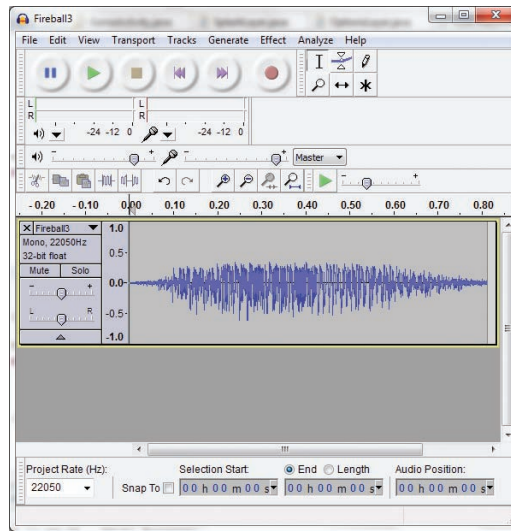 Fireball3
File Edit View Transport Tracks Generate Effect Analyze Help
L
R
-24 -12 0
L
R
-24 -12 0
- + - + Master
- 0.20 - 0.10 0.00 0.10 0.20 0.30 0.40 0.50 0.60 0.70 0.80
X Fireball3
Mono, 22050Hz
32-bit float
Mute Solo
- +
L R
1.0
0.5-
0.0-
-0.5-
-1.0
Project Rate (Hz): Selection Start: End Length Audio Position:
22050 Snap To 00 h 00 m 00 s 00 h 00 m 00 s 00 h 00 m 00 s